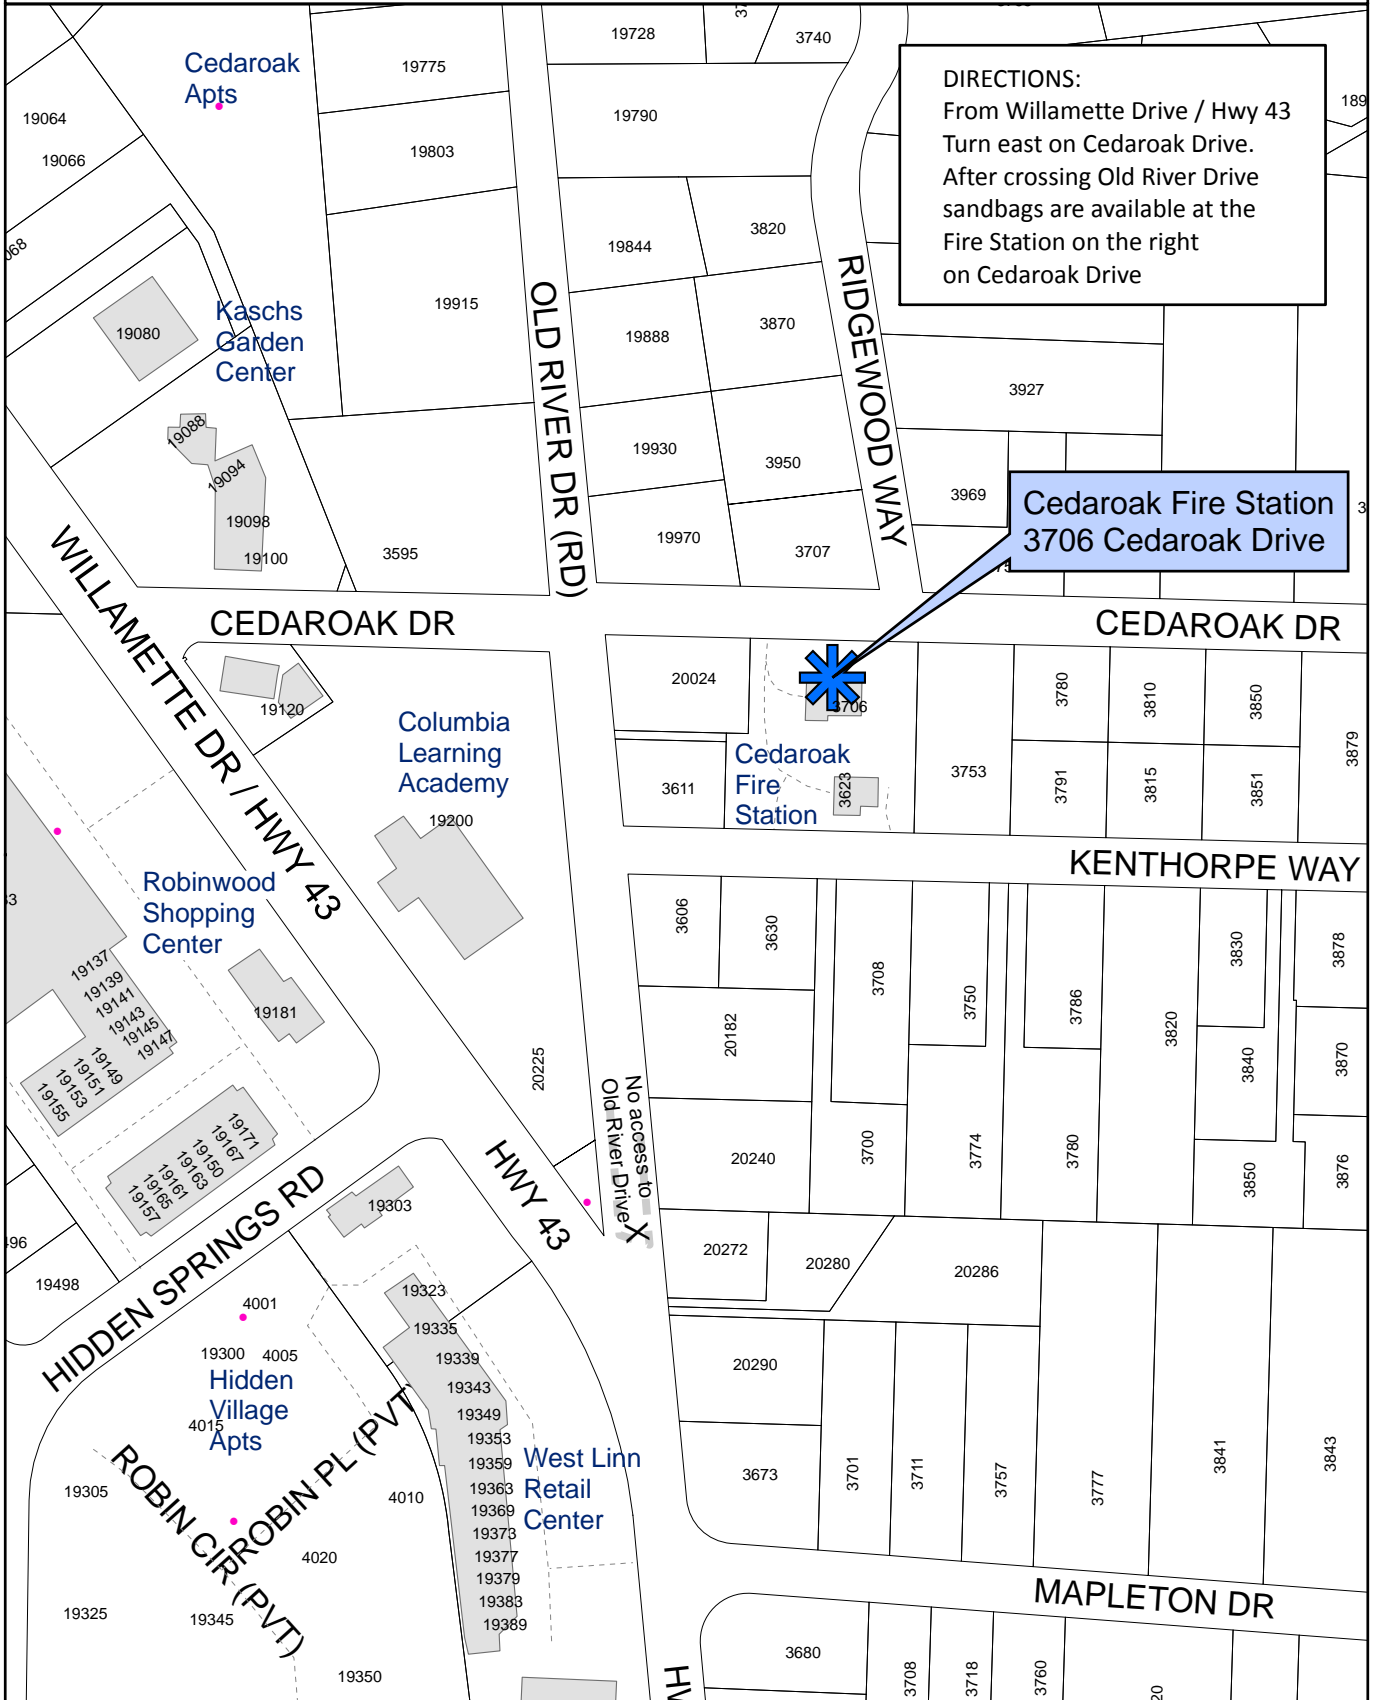 19728
3740
Cedaroak
Apts
19775
DIRECTIONS:
From Willamette Drive / Hwy 43
Turn east on Cedaroak Drive.
After crossing Old River Drive
sandbags are available at the
Fire Station on the right
on Cedaroak Drive
19064
19066
19790
19803
19844
3820
19915
19080
Kaschs
Garden
Center
19888
3870
OLD RIVER DR (RD)
RIDGEWOOD WAY
3927
19088
19094
19098
19100
19930
3950
3969
Cedaroak Fire Station
3706 Cedaroak Drive
3595
19970
3707
WILLAMETTE DR / HWY 43
CEDAROAK DR
CEDAROAK DR
20024
3706
3780
3810
3850
3879
19120
Columbia
Learning
Academy
19200
3611
Cedaroak
Fire
Station
3623
3753
3791
3815
3851
KENTHORPE WAY
Robinwood
Shopping
Center
19137
19139
19141
19143
19145
19147
19149
19151
19153
19155
19181
3606
3630
3708
3750
3786
3820
3830
3878
20182
3840
3870
20225
No access to
Old River Drive
X
19171
19167
19150
19163
19161
19165
19157
HWY 43
20240
3700
3774
3780
3850
3876
HIDDEN SPRINGS RD
19303
19498
20272
20280
20286
4001
19300
4005
Hidden
Village
Apts
4015
19323
19335
19339
19343
19349
19353
19359
19363
19369
19373
19377
19379
19383
19389
20290
West Linn
Retail
Center
3673
3701
3711
3757
3777
3841
3843
ROBIN PL (PVT)
ROBIN CIR (PVT)
19305
4010
4020
19325
19345
19350
MAPLETON DR
3680
3708
3718
3760